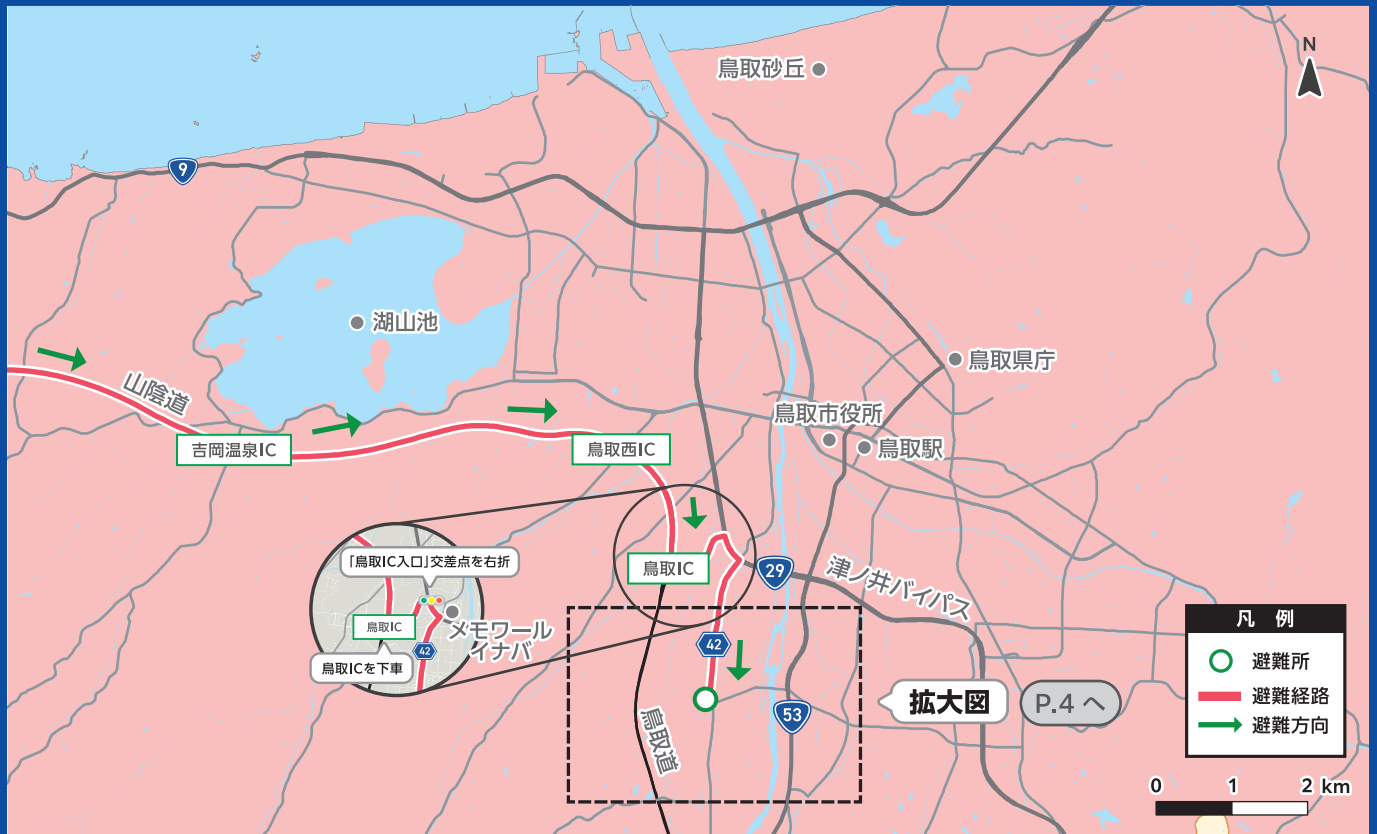 鳥取砂丘
N
9
湖山池
山陰道
鳥取県庁
鳥取市役所
鳥取駅
吉岡温泉IC
鳥取西IC
「鳥取IC入口」交差点を右折
鳥取IC
29
津ノ井バイパス
鳥取IC
メモワール
イナバ
42
鳥取ICを下車
42
鳥取道
53
拡大図
P.4 へ
凡 例
避難所
避難経路
避難方向
0 1 2 km